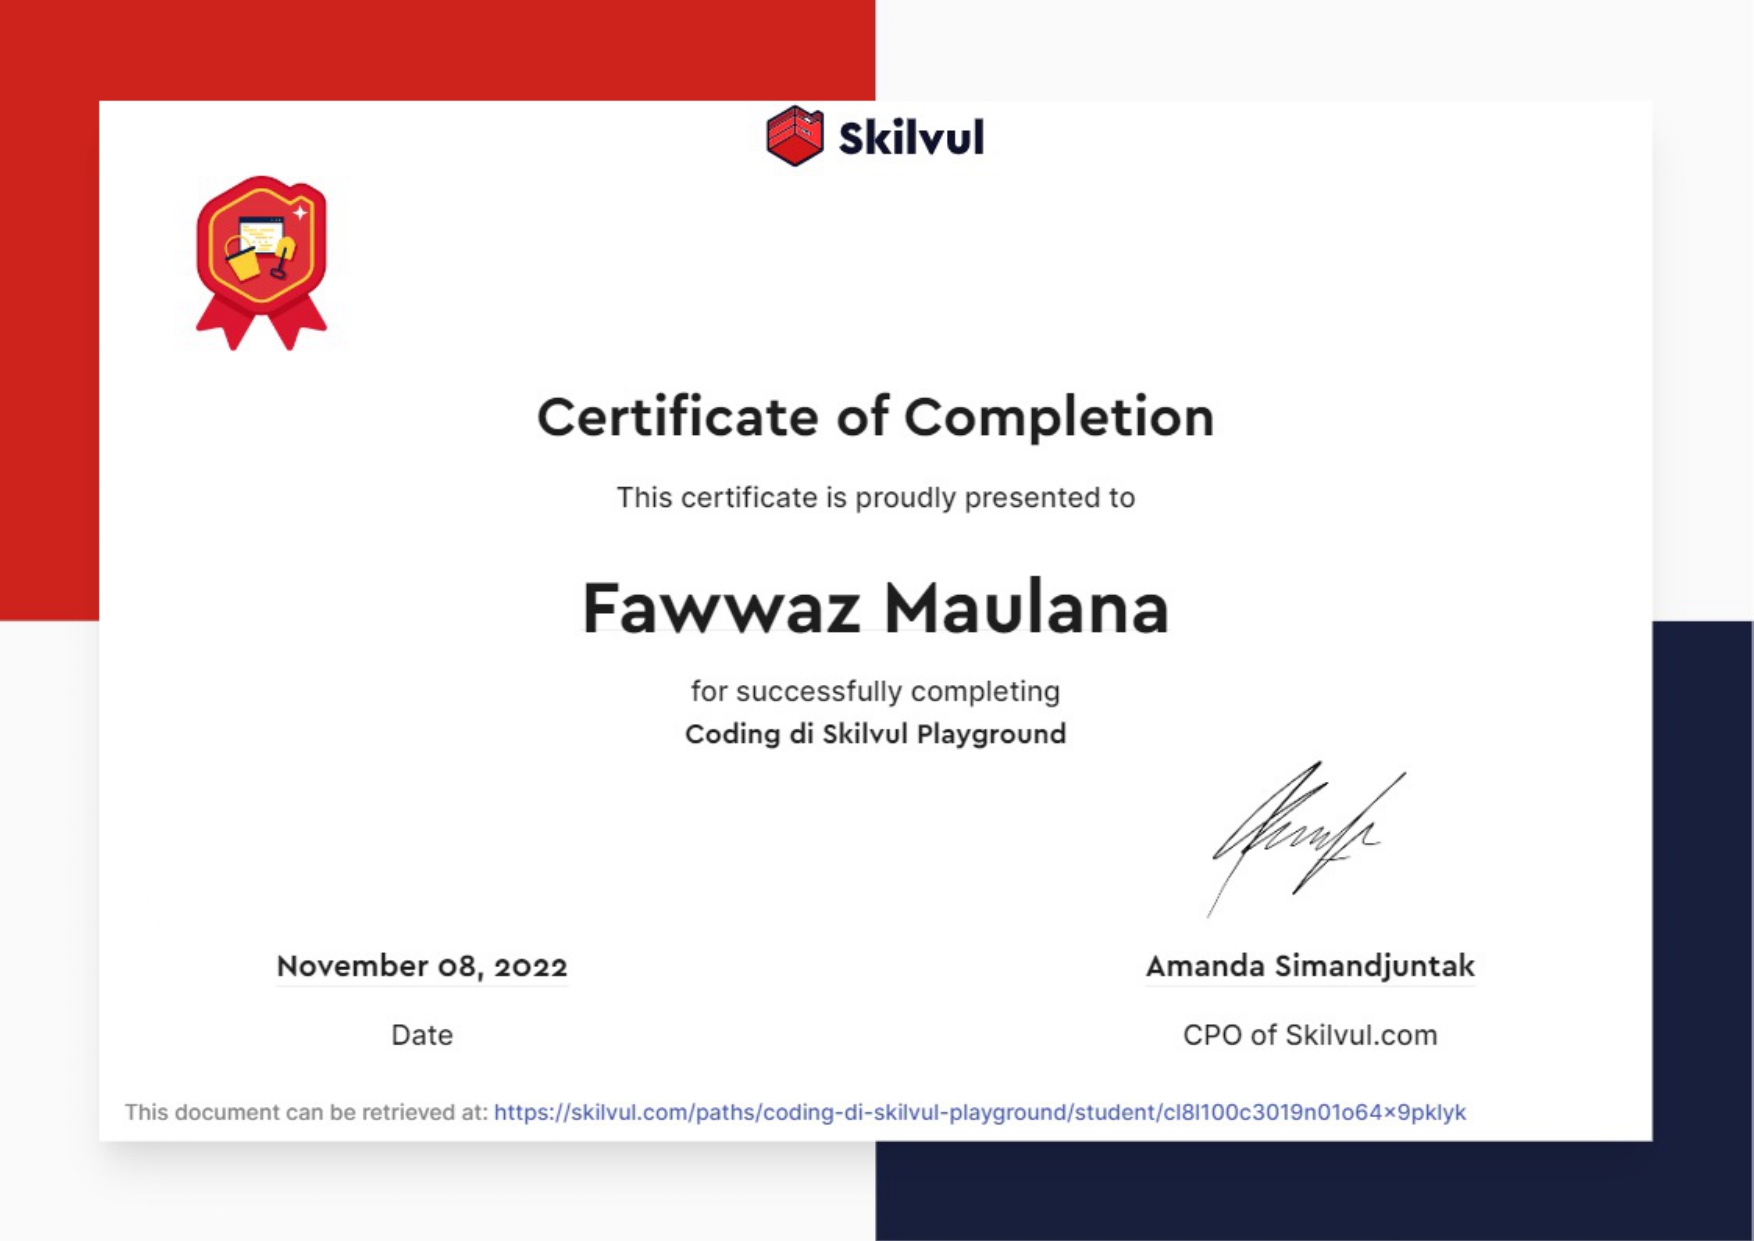 Skilvul
Certificate of Completion
This certificate is proudly presented to
Fawwaz Maulana
for successfully completing
Coding di Skilvul Playground
November 08, 2022
Date
Amanda Simandjuntak
CPO of Skilvul.com
This document can be retrieved at: https://skilvul.com/paths/coding-di-skilvul-playground/student/cl8l100c3019n01o64x9pklyk